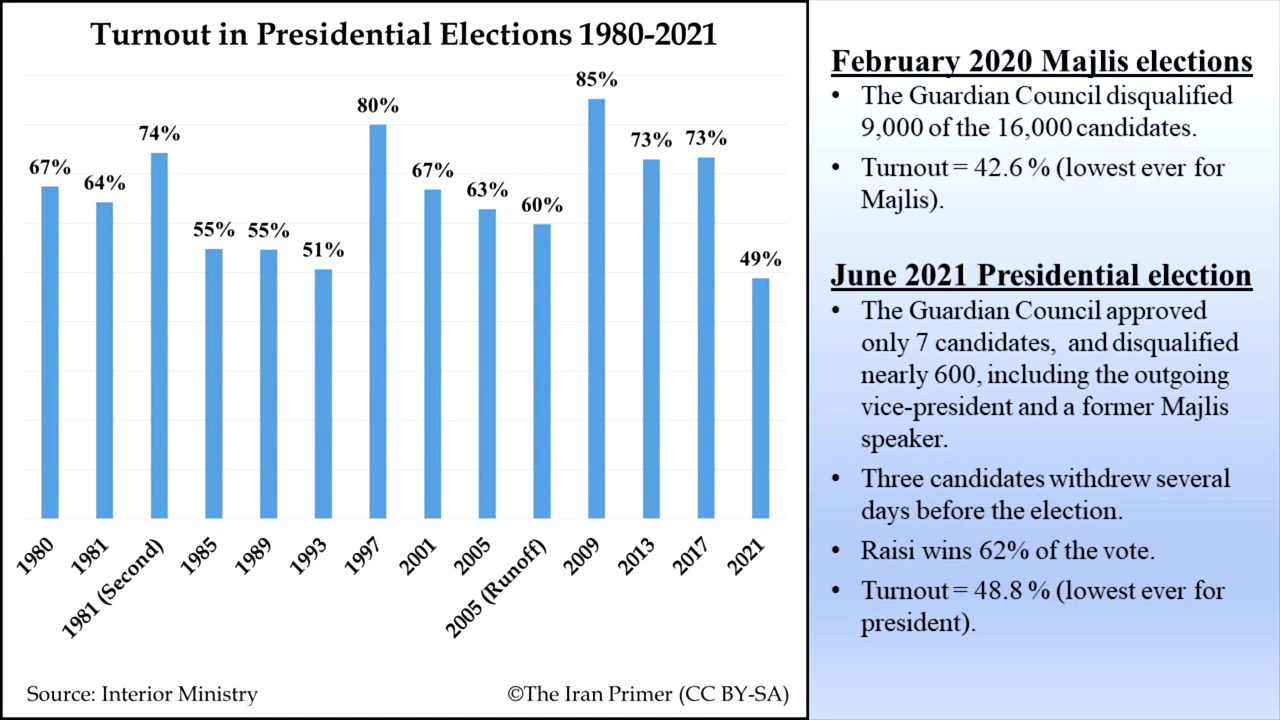 Turnout in Presidential Elections 1980-2021
67%
64%
74%
55%
55%
51%
80%
67%
63%
60%
85%
73%
73%
49%
1980
1981
1981 (Second)
1985
1989
1993
1997
2001
2005
2005 (Runoff)
2009
2013
2017
2021
Source: Interior Ministry
©The Iran Primer (CC BY-SA)
February 2020 Majlis elections
• The Guardian Council disqualified
9,000 of the 16,000 candidates.
• Turnout = 42.6 % (lowest ever for
Majlis).
June 2021 Presidential election
• The Guardian Council approved
only 7 candidates, and disqualified
nearly 600, including the outgoing
vice-president and a former Majlis
speaker.
• Three candidates withdrew several
days before the election.
• Raisi wins 62% of the vote.
• Turnout = 48.8 % (lowest ever for
president).